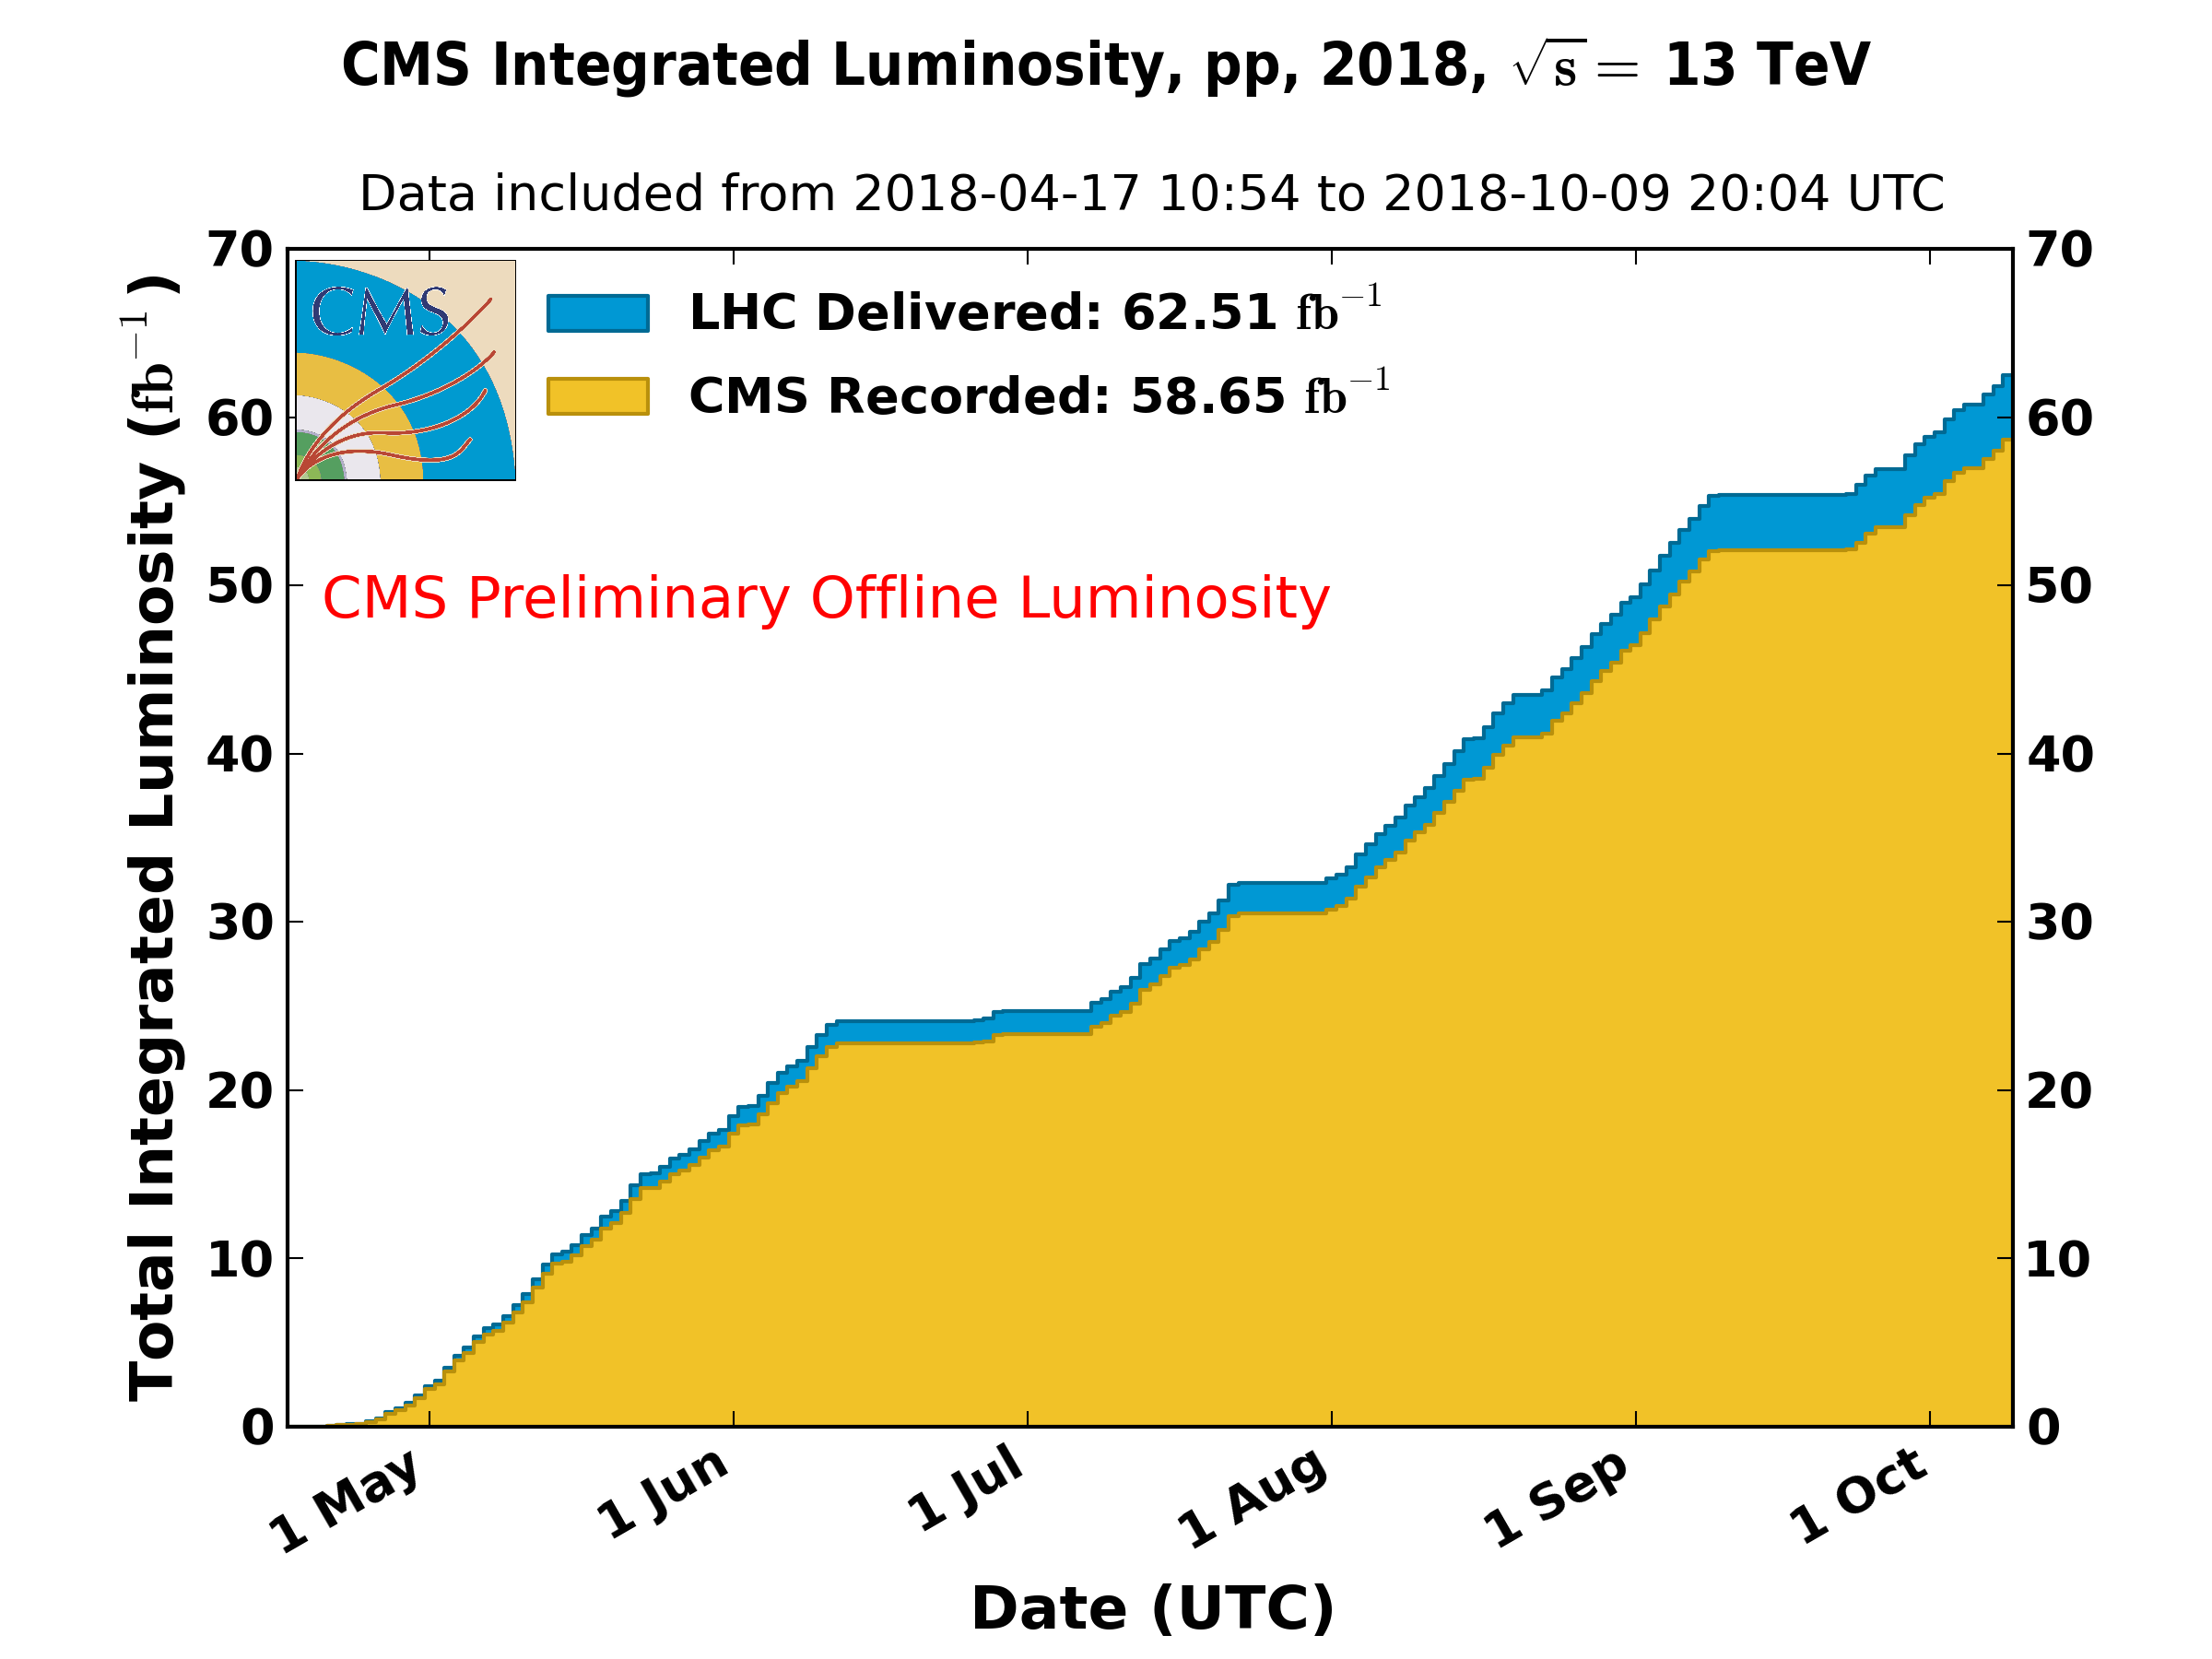 CMS Integrated Luminosity, pp, 2018, √s = 13 TeV
Data included from 2018-04-17 10:54 to 2018-10-09 20:04 UTC
CMS
LHC Delivered: 62.51 fb⁻¹
CMS Recorded: 58.65 fb⁻¹
CMS Preliminary Offline Luminosity
Total Integrated Luminosity (fb⁻¹)
70 70
60 60
50 50
40 40
30 30
20 20
10 10
0 0
1 May 1 Jun 1 Jul 1 Aug 1 Sep 1 Oct
Date (UTC)